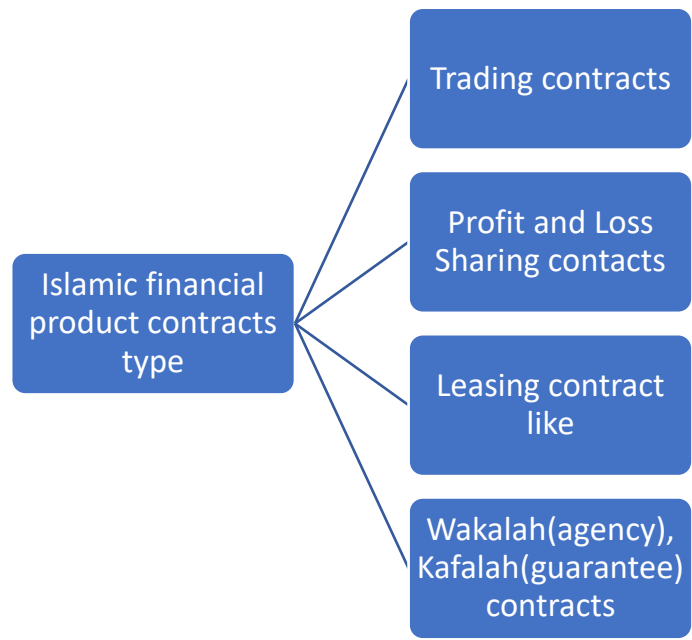 Trading contracts
Profit and Loss
Sharing contacts
Islamic financial
product contracts
type
Leasing contract
like
Wakalah(agency),
Kafalah(guarantee)
contracts